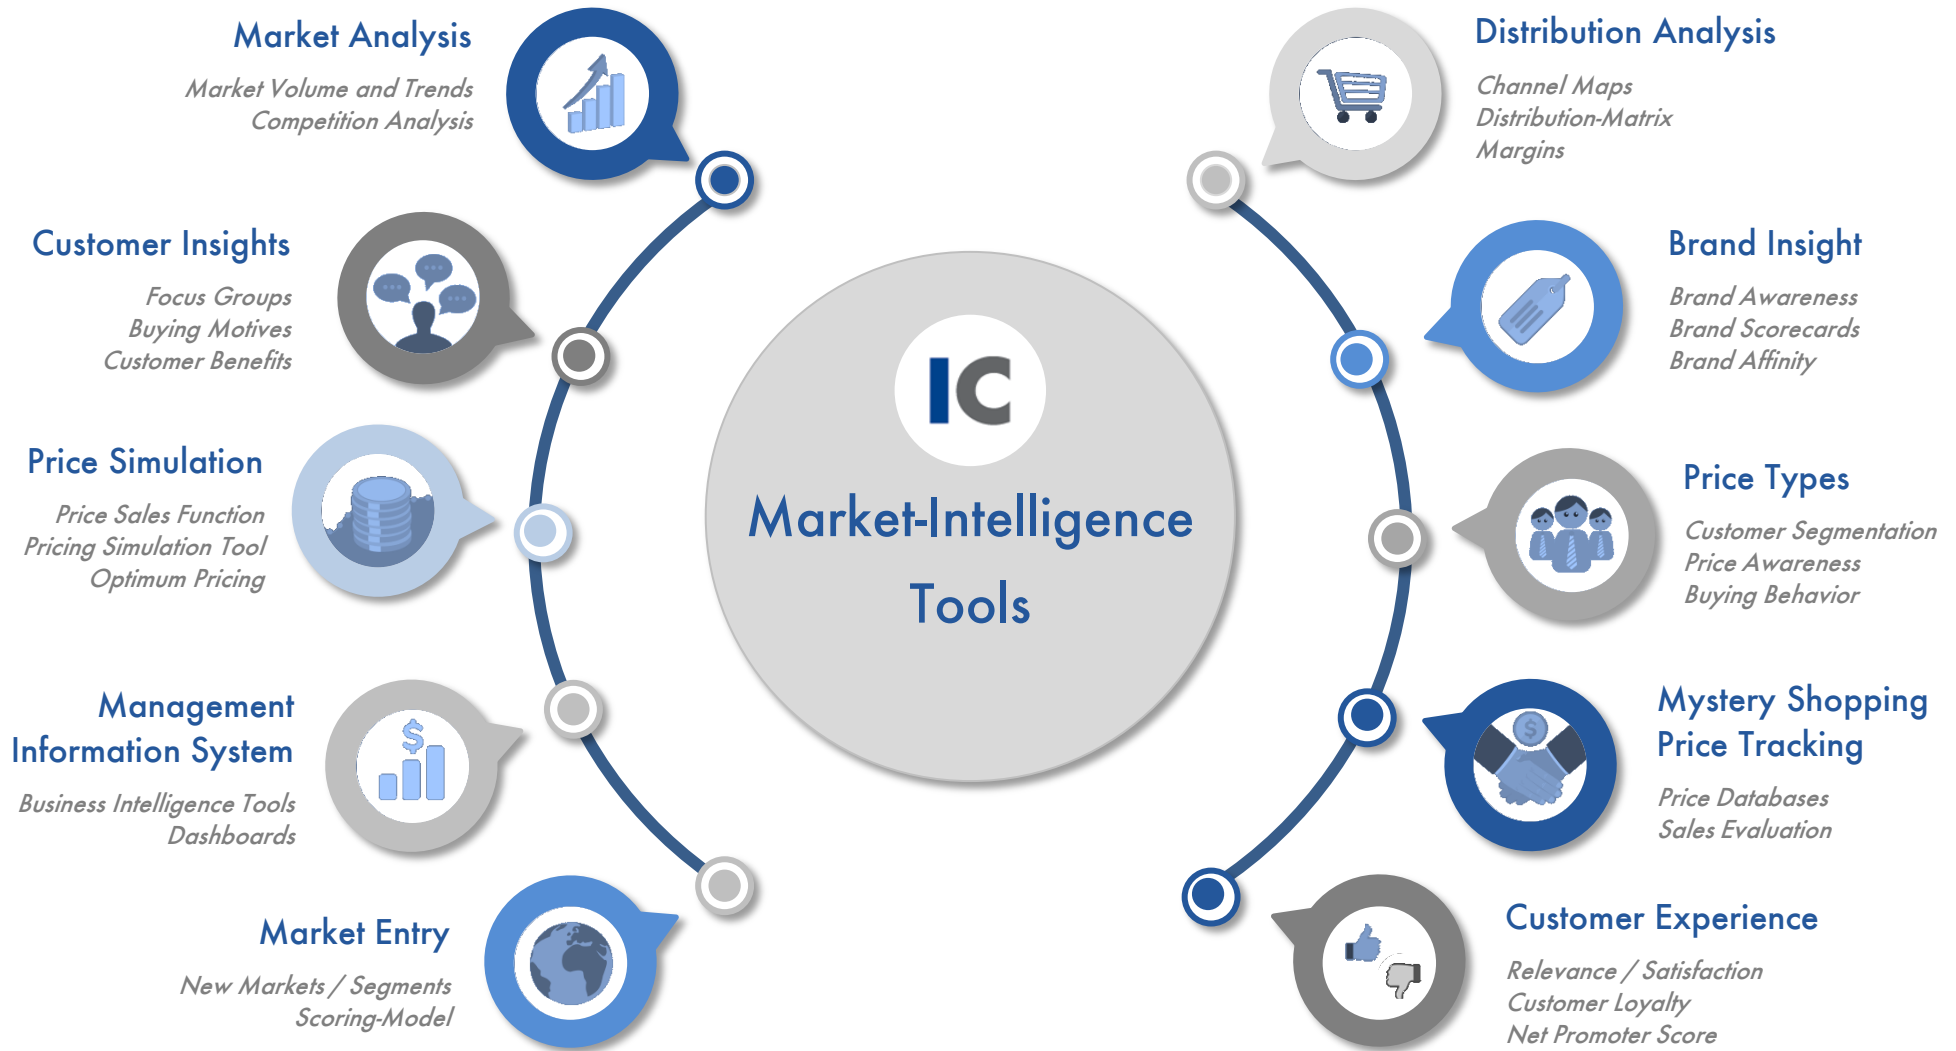 Market Analysis
Market Volume and Trends
Competition Analysis
Customer Insights
Focus Groups
Buying Motives
Customer Benefits
Price Simulation
Price Sales Function
Pricing Simulation Tool
Optimum Pricing
Management
Information System
Business Intelligence Tools
Dashboards
Market Entry
New Markets / Segments
Scoring-Model
IC
Market-Intelligence
Tools
Distribution Analysis
Channel Maps
Distribution-Matrix
Margins
Brand Insight
Brand Awareness
Brand Scorecards
Brand Affinity
Price Types
Customer Segmentation
Price Awareness
Buying Behavior
Mystery Shopping
Price Tracking
Price Databases
Sales Evaluation
Customer Experience
Relevance / Satisfaction
Customer Loyalty
Net Promoter Score
$
$